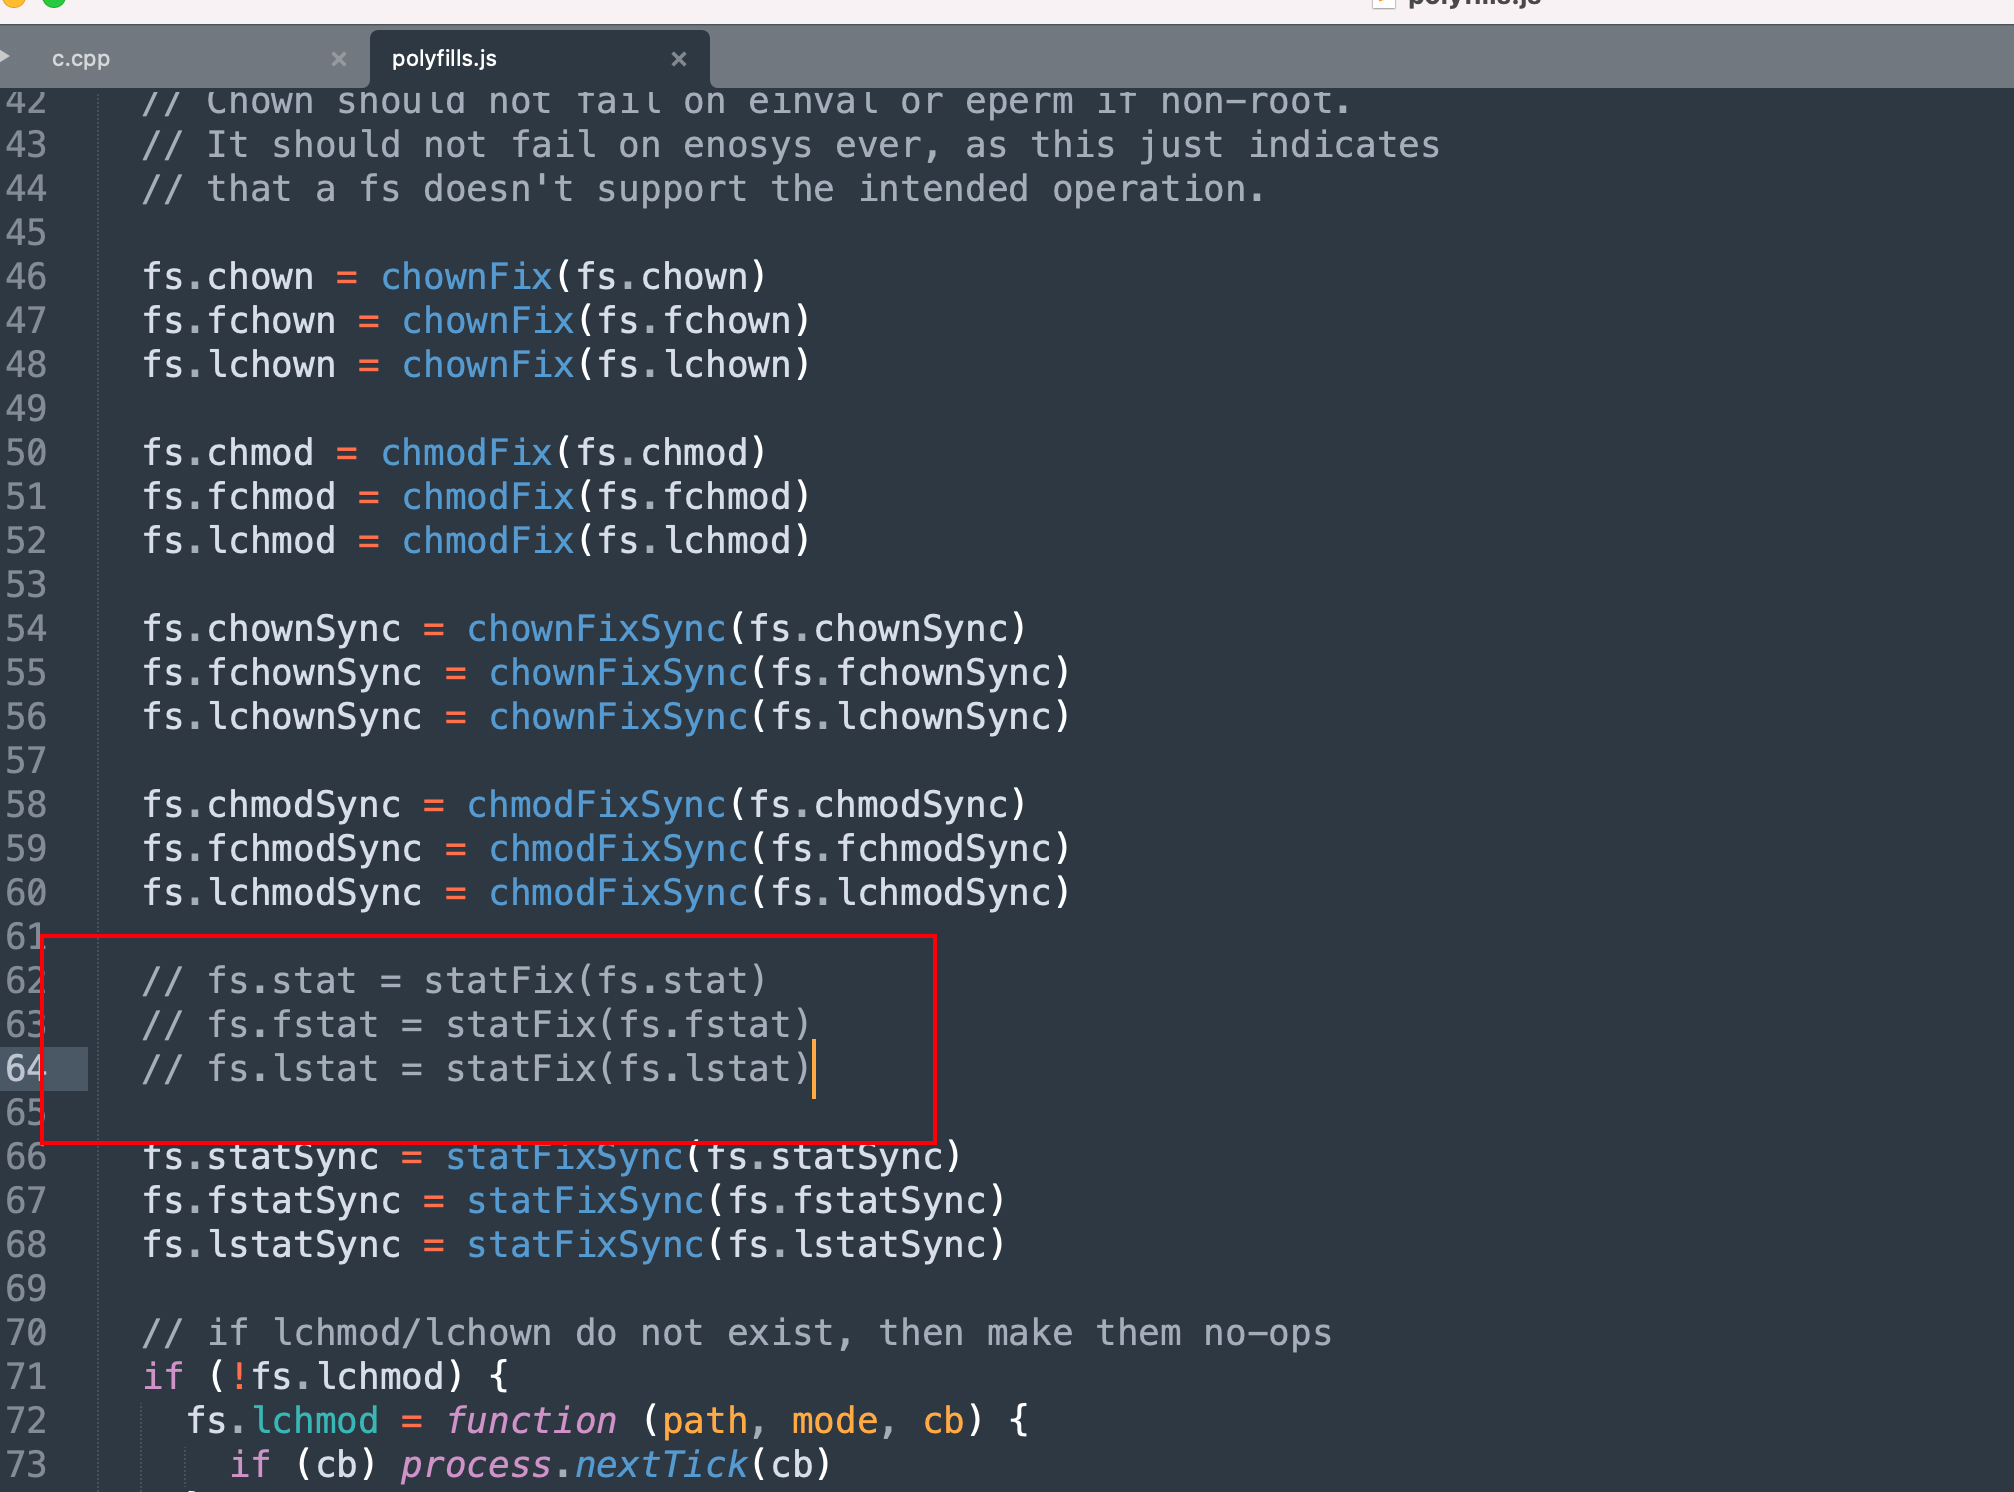 polyfills.js
c.cpp × polyfills.js ×
42 // Chown should not fail on einval or eperm if non-root.
43 // It should not fail on enosys ever, as this just indicates
44 // that a fs doesn't support the intended operation.
45
46 fs.chown = chownFix(fs.chown)
47 fs.fchown = chownFix(fs.fchown)
48 fs.lchown = chownFix(fs.lchown)
49
50 fs.chmod = chmodFix(fs.chmod)
51 fs.fchmod = chmodFix(fs.fchmod)
52 fs.lchmod = chmodFix(fs.lchmod)
53
54 fs.chownSync = chownFixSync(fs.chownSync)
55 fs.fchownSync = chownFixSync(fs.fchownSync)
56 fs.lchownSync = chownFixSync(fs.lchownSync)
57
58 fs.chmodSync = chmodFixSync(fs.chmodSync)
59 fs.fchmodSync = chmodFixSync(fs.fchmodSync)
60 fs.lchmodSync = chmodFixSync(fs.lchmodSync)
61
62 // fs.stat = statFix(fs.stat)
63 // fs.fstat = statFix(fs.fstat)
64 // fs.lstat = statFix(fs.lstat)
65
66 fs.statSync = statFixSync(fs.statSync)
67 fs.fstatSync = statFixSync(fs.fstatSync)
68 fs.lstatSync = statFixSync(fs.lstatSync)
69
70 // if lchmod/lchown do not exist, then make them no-ops
71 if (!fs.lchmod) {
72 fs.lchmod = function (path, mode, cb) {
73 if (cb) process.nextTick(cb)